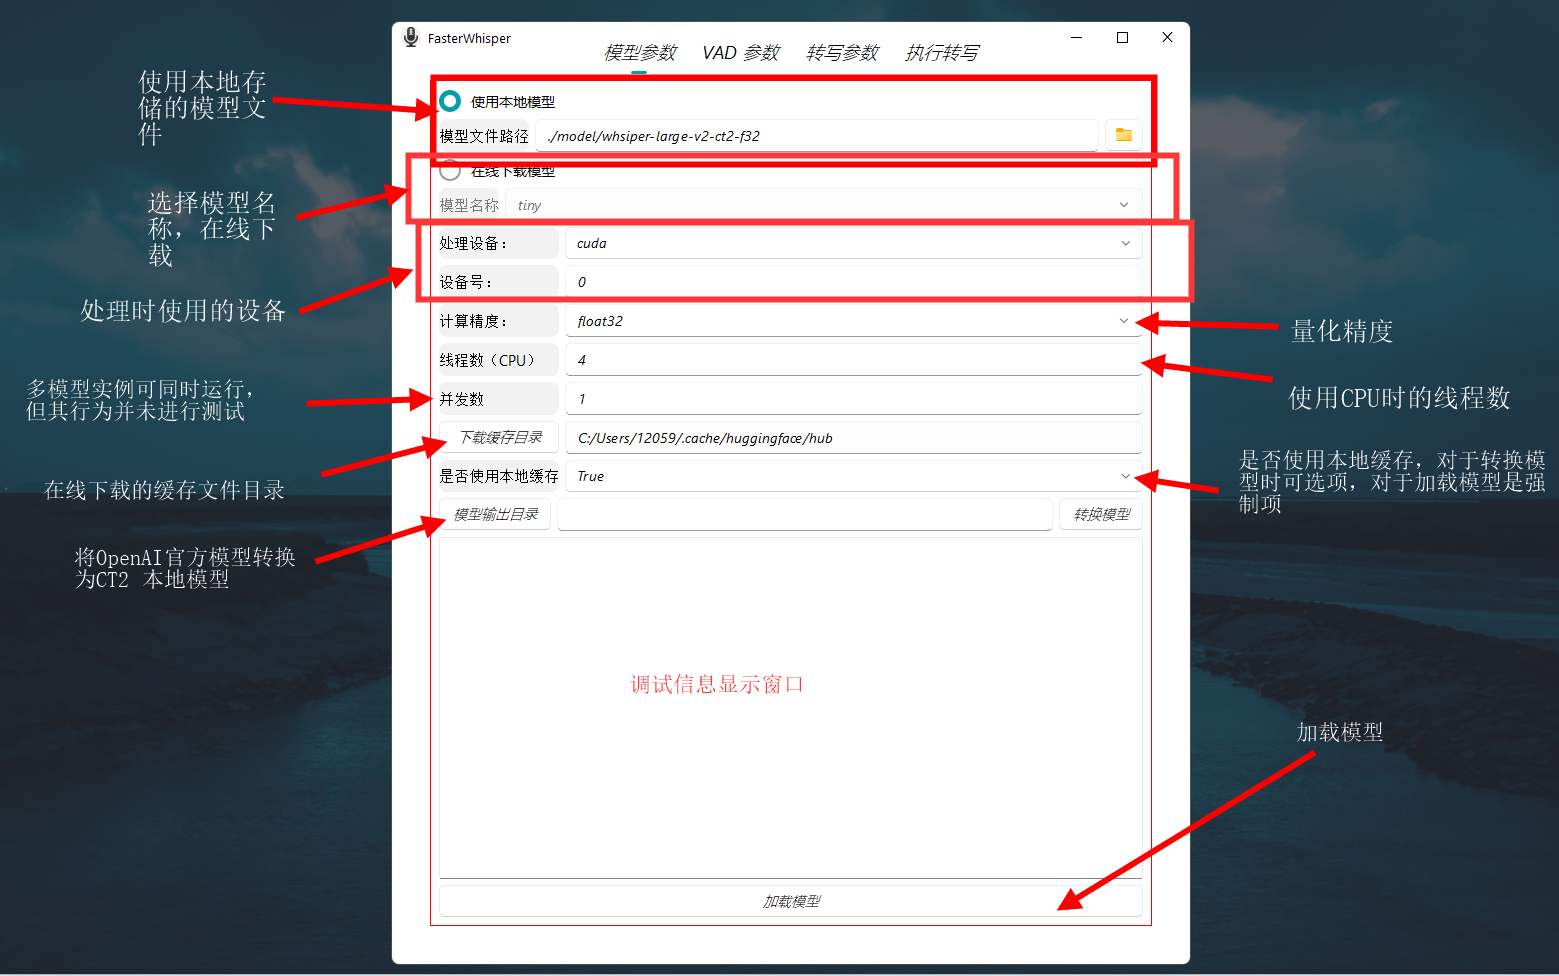 FasterWhisper
模型参数
VAD 参数
转写参数
执行转写
使用本地存
储的模型文
件
使用本地模型
模型文件路径
./model/whsiper-large-v2-ct2-f32
在线下载模型
选择模型名
称，在线下
载
模型名称
tiny
处理设备：
cuda
处理时使用的设备
设备号：
0
计算精度：
float32
量化精度
线程数（CPU）
4
使用CPU时的线程数
多模型实例可同时运行，
但其行为并未进行测试
并发数
1
下载缓存目录
C:/Users/12059/.cache/huggingface/hub
在线下载的缓存文件目录
是否使用本地缓存
True
是否使用本地缓存，对于转换模
型时可选项，对于加载模型是强
制项
模型输出目录
转换模型
将OpenAI官方模型转换
为CT2 本地模型
调试信息显示窗口
加载模型
加载模型